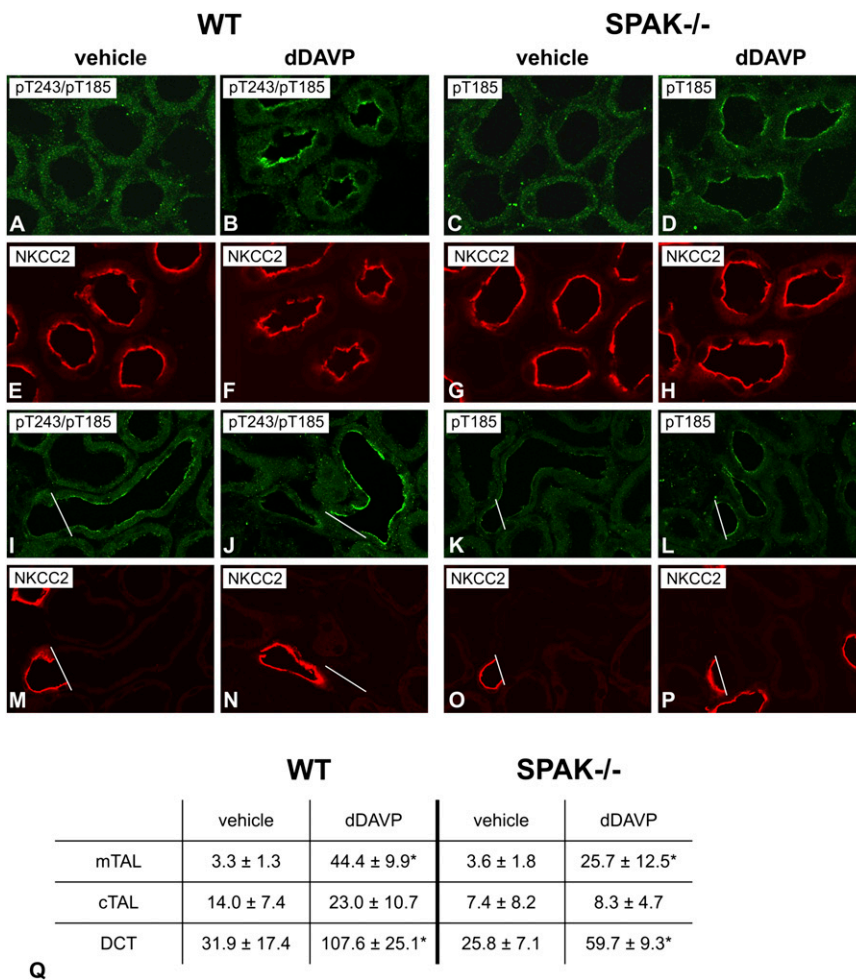 WT SPAK-/-
vehicle dDAVP vehicle dDAVP
pT243/pT185 pT243/pT185 pT185 pT185
A B C D
NKCC2 NKCC2 NKCC2 NKCC2
E F G H
pT243/pT185 pT243/pT185 pT185 pT185
I J K L
NKCC2 NKCC2 NKCC2 NKCC2
M N O P
WT SPAK-/-
vehicle dDAVP vehicle dDAVP
mTAL 3.3 ± 1.3 44.4 ± 9.9* 3.6 ± 1.8 25.7 ± 12.5*
cTAL 14.0 ± 7.4 23.0 ± 10.7 7.4 ± 8.2 8.3 ± 4.7
DCT 31.9 ± 17.4 107.6 ± 25.1* 25.8 ± 7.1 59.7 ± 9.3*
Q